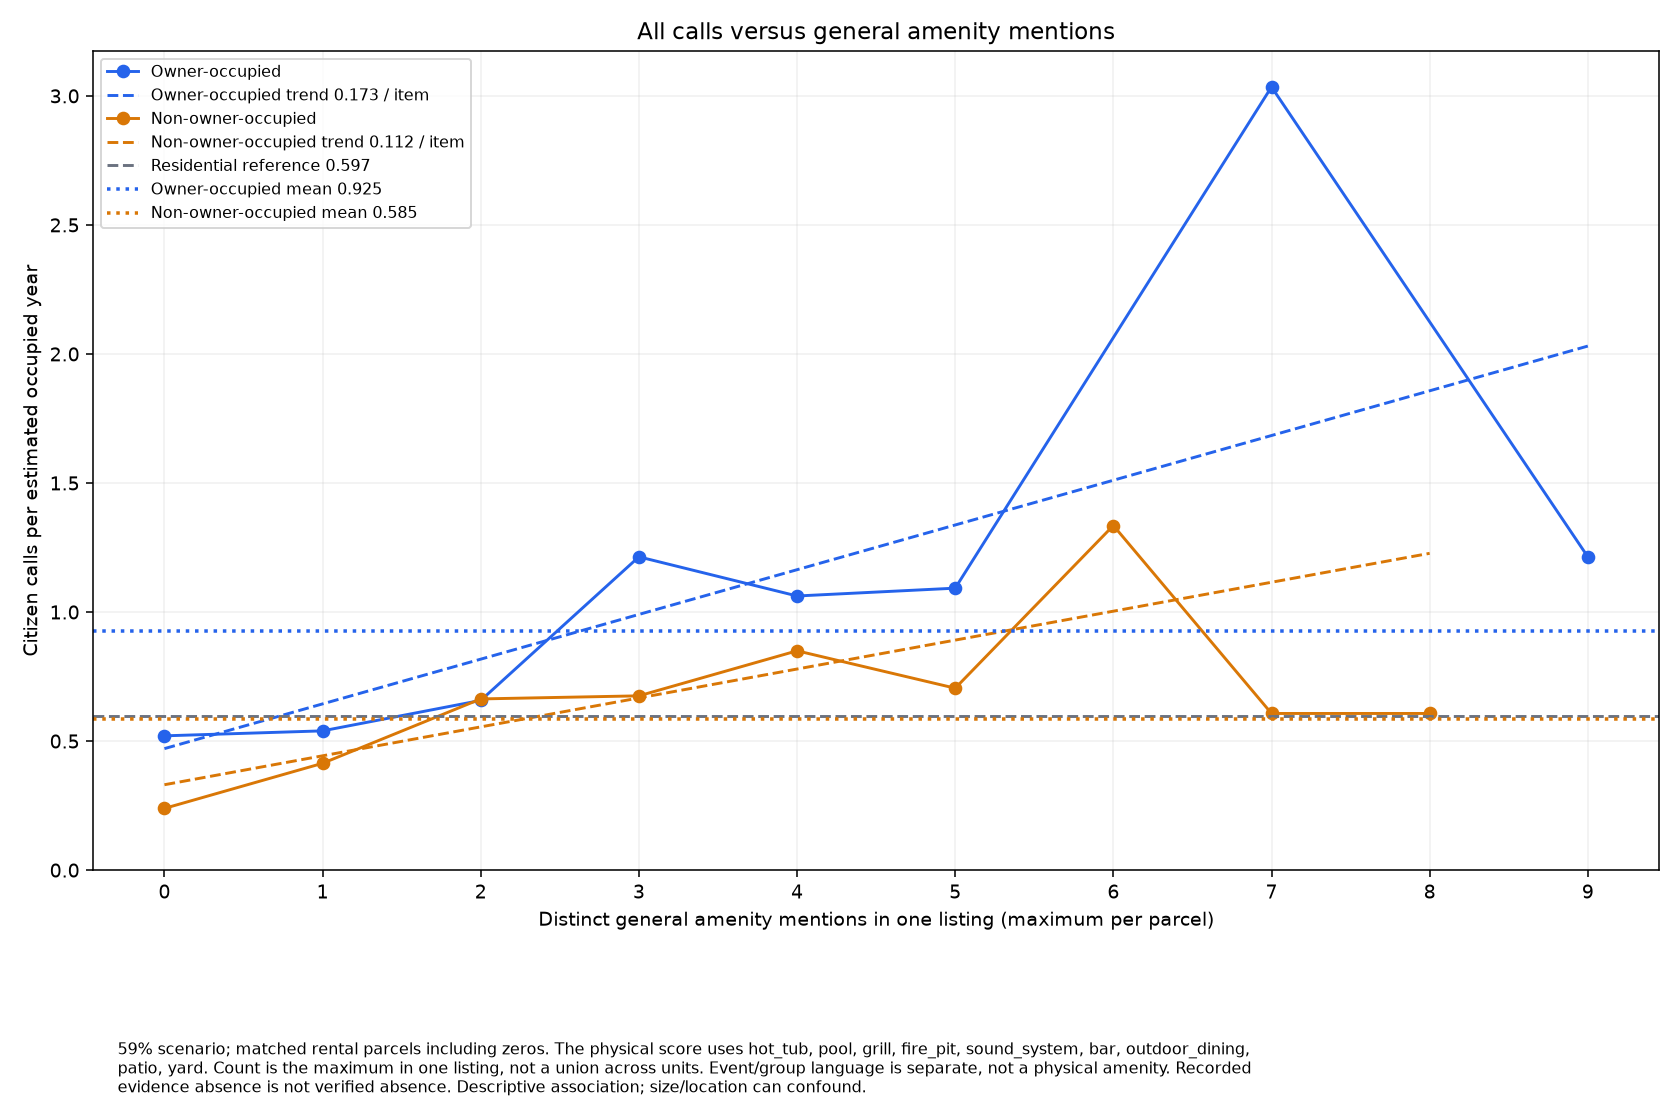 All calls versus general amenity mentions
Owner-occupied
Owner-occupied trend 0.173 / item
Non-owner-occupied
Non-owner-occupied trend 0.112 / item
Residential reference 0.597
Owner-occupied mean 0.925
Non-owner-occupied mean 0.585
Citizen calls per estimated occupied year
3.0
2.5
2.0
1.5
1.0
0.5
0.0
0 1 2 3 4 5 6 7 8 9
Distinct general amenity mentions in one listing (maximum per parcel)
59% scenario; matched rental parcels including zeros. The physical score uses hot_tub, pool, grill, fire_pit, sound_system, bar, outdoor_dining,
patio, yard. Count is the maximum in one listing, not a union across units. Event/group language is separate, not a physical amenity. Recorded
evidence absence is not verified absence. Descriptive association; size/location can confound.